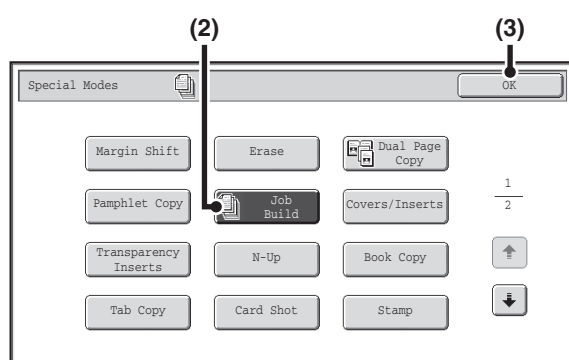 (2)
(3)
Special Modes
OK
Margin Shift
Erase
Dual Page
Copy
Pamphlet Copy
Job
Build
Covers/Inserts
1
2
Transparency
Inserts
N-Up
Book Copy
Tab Copy
Card Shot
Stamp